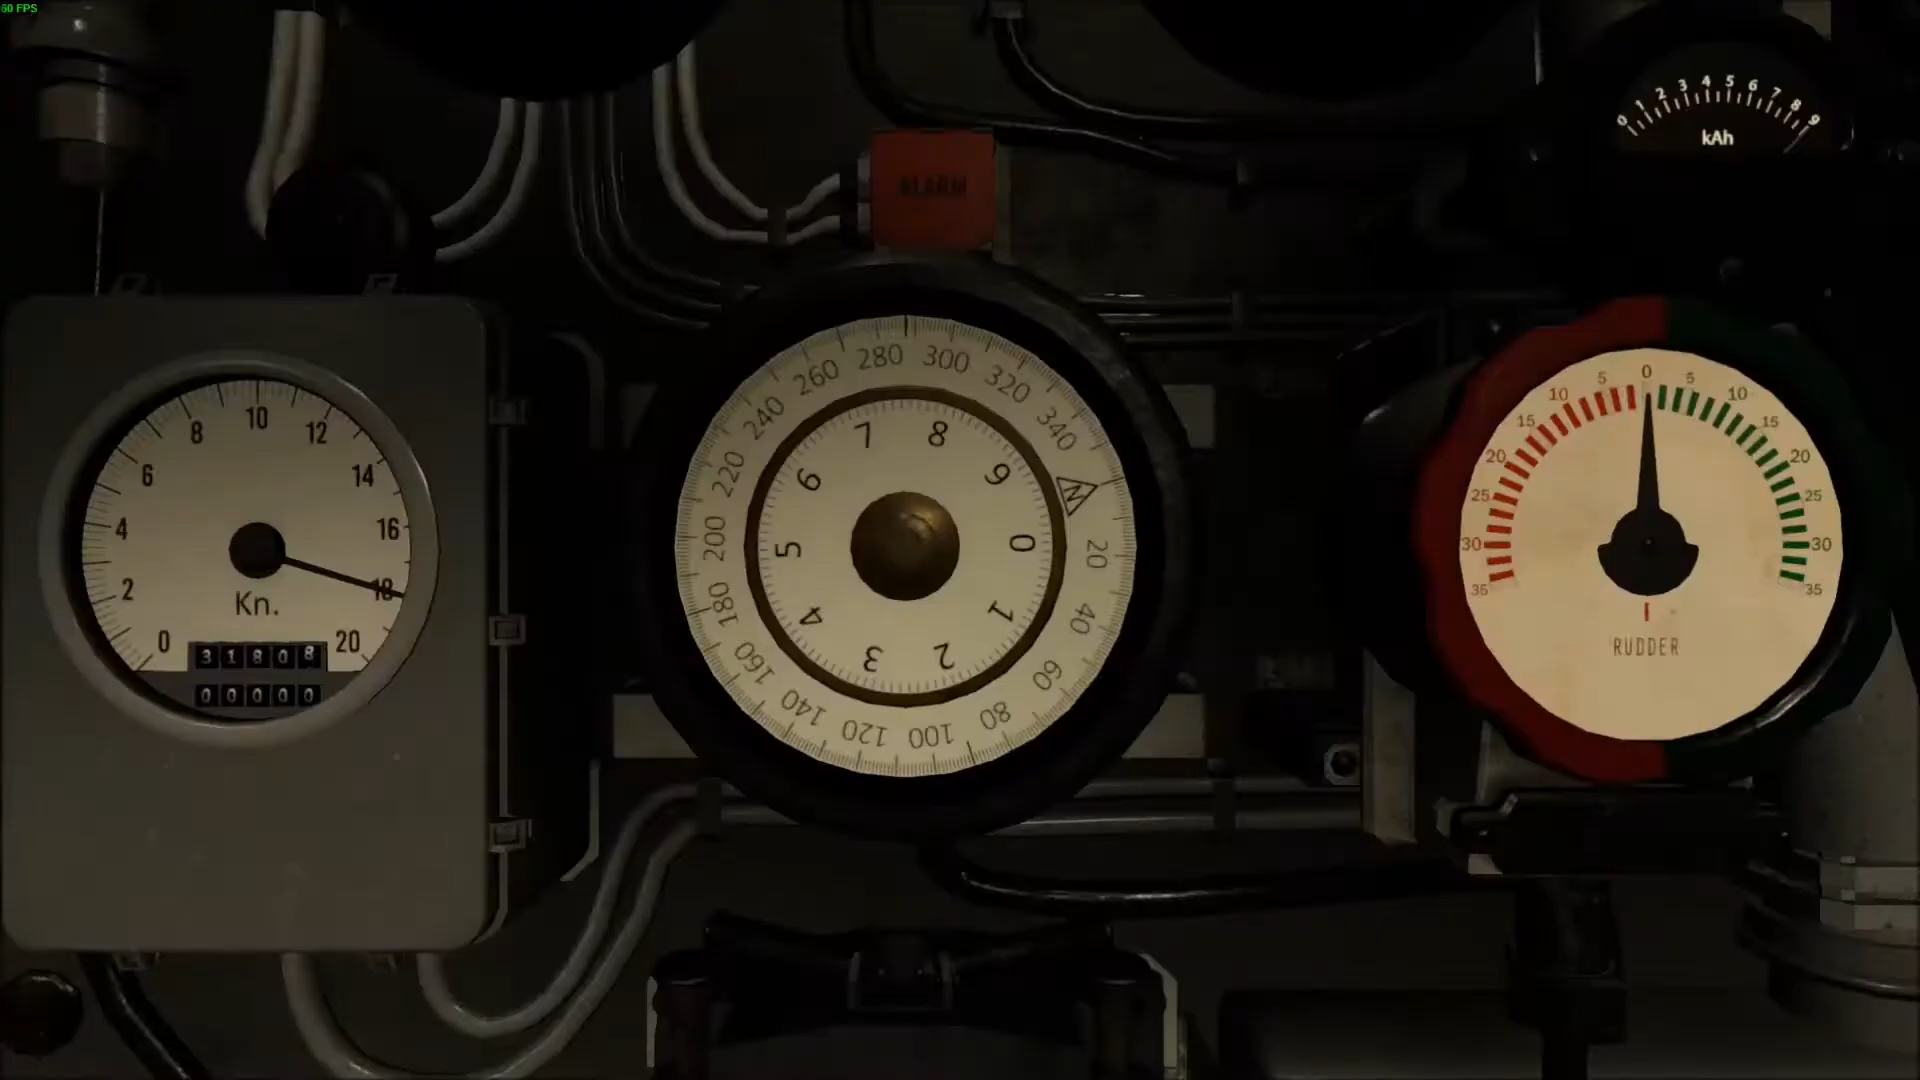 60 FPS
0 1 2 3 4 5 6 7 8 9
kAh
ALARM
0 2 4 6 8 10 12 14 16 18 20
Kn.
31808
00000
20 40 60 80 100 120 140 160 180 200 220 240 260 280 300 320 340
N
0 1 2 3 4 5 6 7 8 9
35 30 25 20 15 10 5 0 5 10 15 20 25 30 35
RUDDER